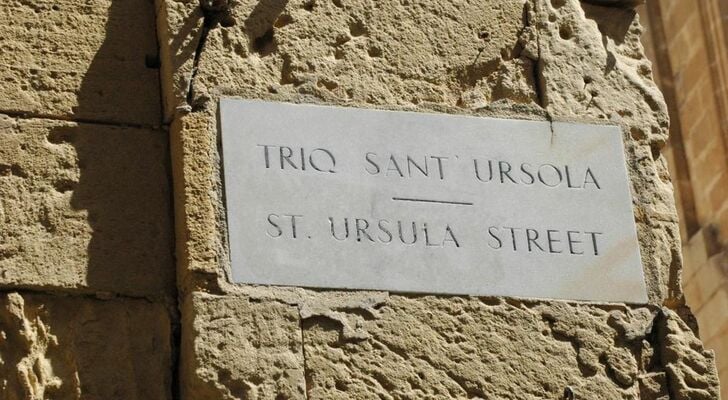 TRIQ SANT' URSOLA
ST. URSULA STREET